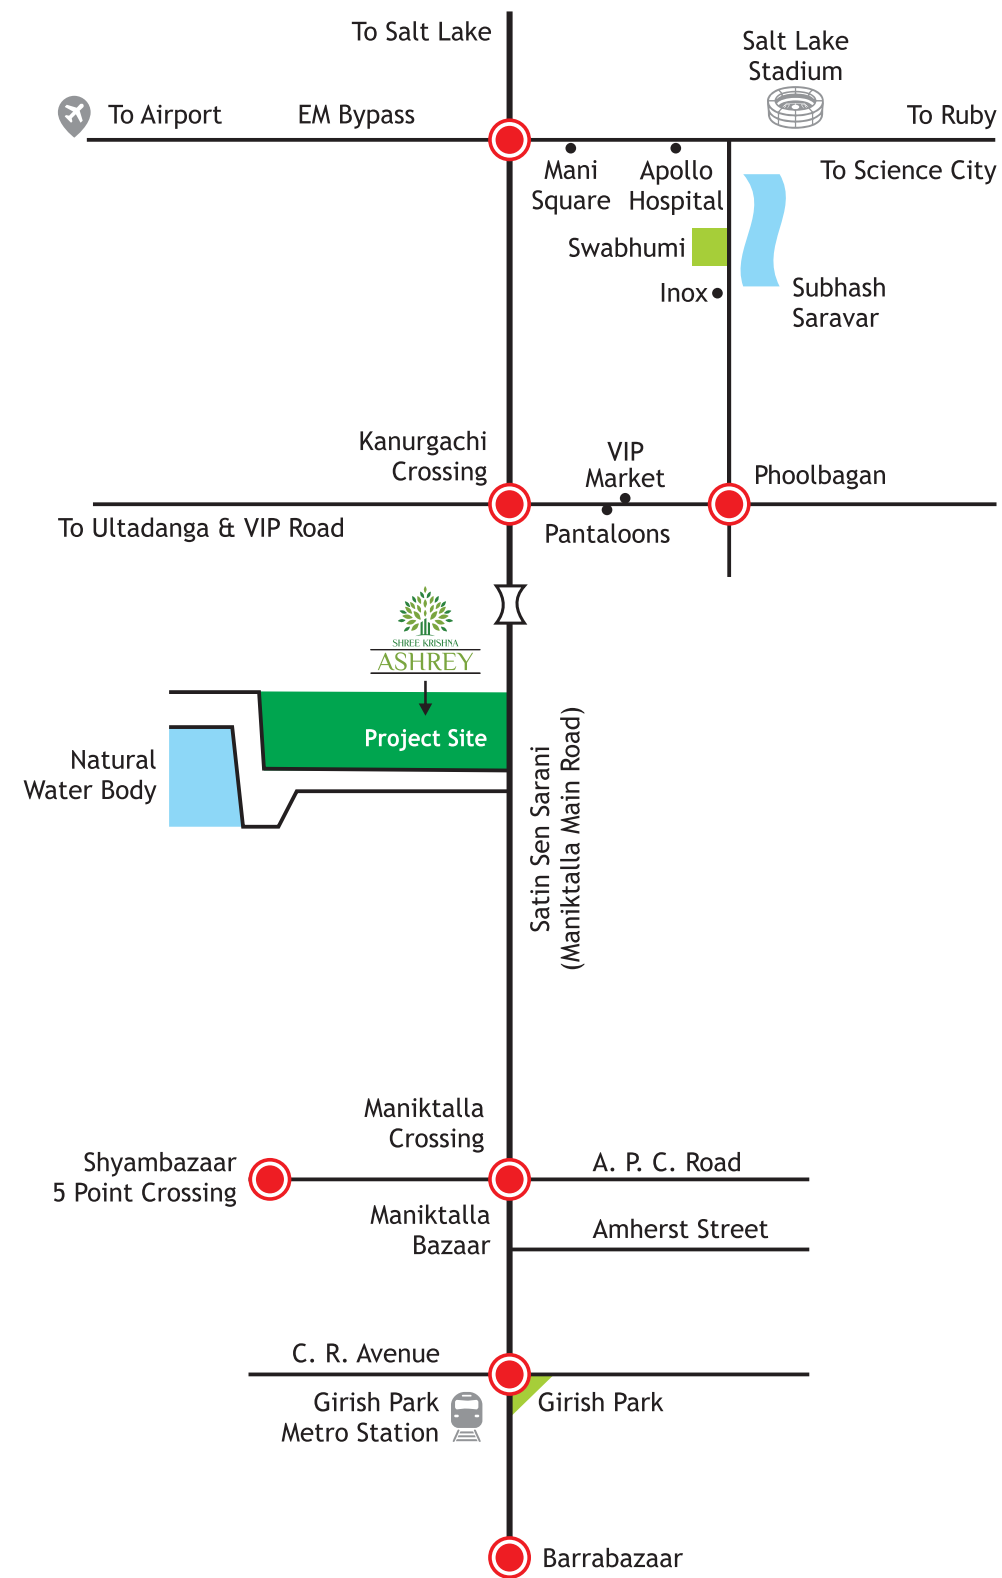 To Salt Lake
Salt Lake
Stadium
To Airport
EM Bypass
To Ruby
Mani
Square
Apollo
Hospital
To Science City
Swabhumi
Inox
Subhash
Saravar
Kanurgachi
Crossing
VIP
Market
Phoolbagan
To Ultadanga & VIP Road
Pantaloons
SHREE KRISHNA
ASHREY
Project Site
Natural
Water Body
Satin Sen Sarani
(Maniktalla Main Road)
Maniktalla
Crossing
Shyambazaar
5 Point Crossing
A. P. C. Road
Maniktalla
Bazaar
Amherst Street
C. R. Avenue
Girish Park
Metro Station
Girish Park
Barrabazaar